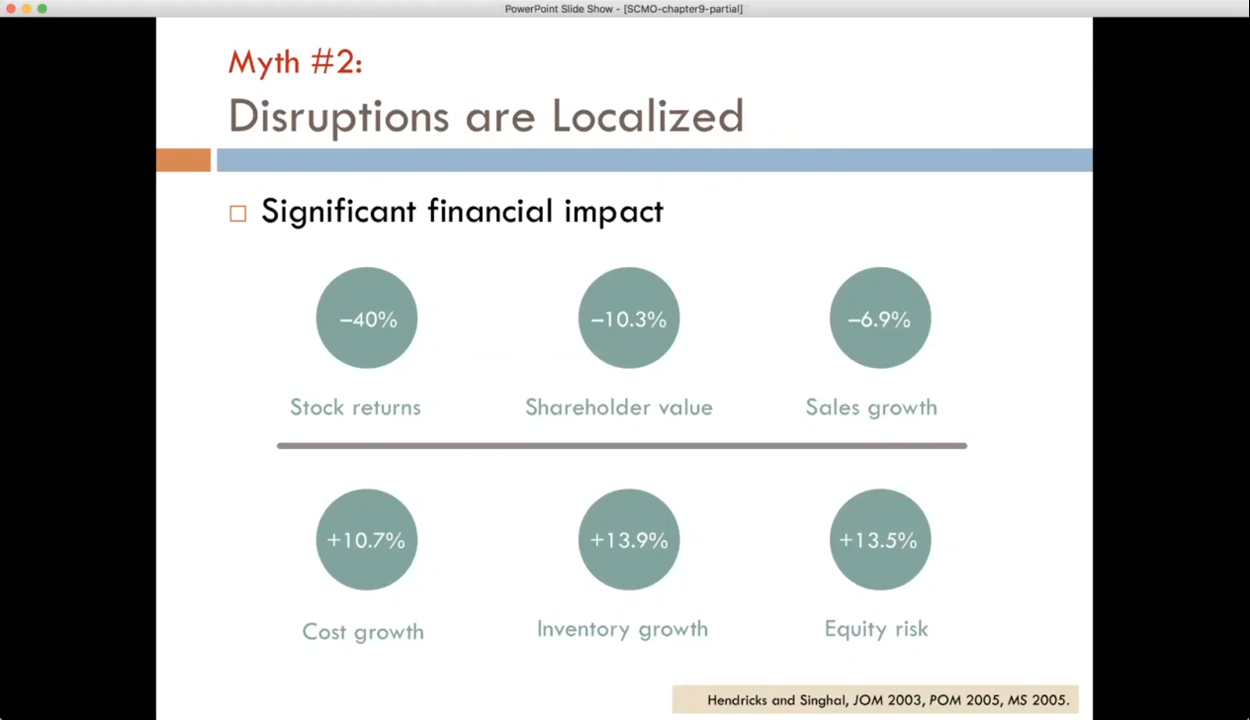 PowerPoint Slide Show - [SCMO-chapter9-partial]
Myth #2:
Disruptions are Localized
Significant financial impact
–40% –10.3% –6.9%
Stock returns Shareholder value Sales growth
+10.7% +13.9% +13.5%
Cost growth Inventory growth Equity risk
Hendricks and Singhal, JOM 2003, POM 2005, MS 2005.